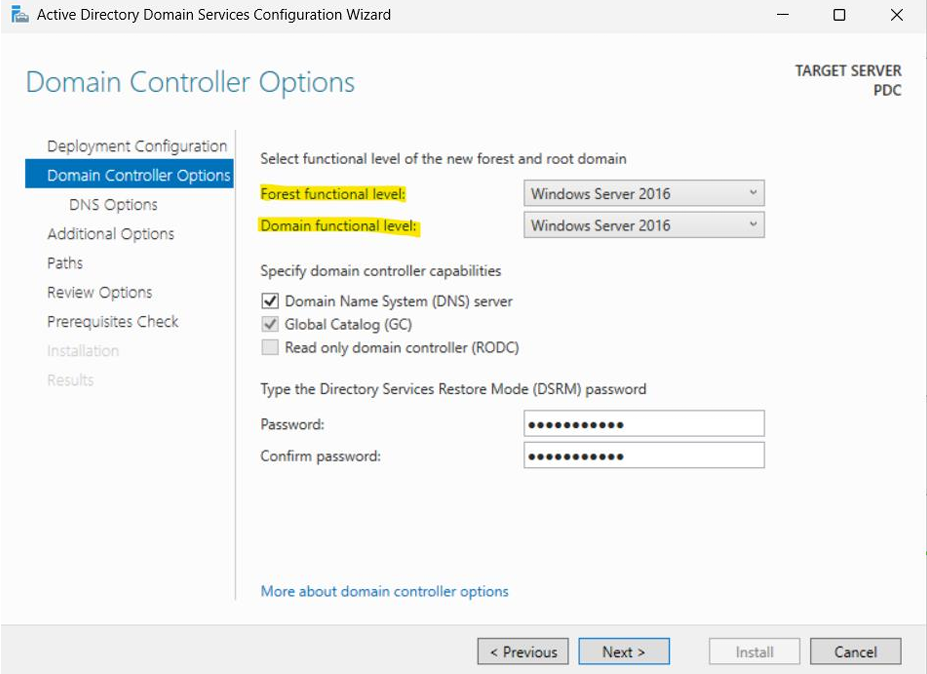 Active Directory Domain Services Configuration Wizard
Domain Controller Options
TARGET SERVER
PDC
Deployment Configuration
Domain Controller Options
DNS Options
Additional Options
Paths
Review Options
Prerequisites Check
Installation
Results
Select functional level of the new forest and root domain
Forest functional level: Windows Server 2016
Domain functional level: Windows Server 2016
Specify domain controller capabilities
Domain Name System (DNS) server
Global Catalog (GC)
Read only domain controller (RODC)
Type the Directory Services Restore Mode (DSRM) password
Password: •••••••••••
Confirm password: •••••••••••
More about domain controller options
< Previous Next > Install Cancel